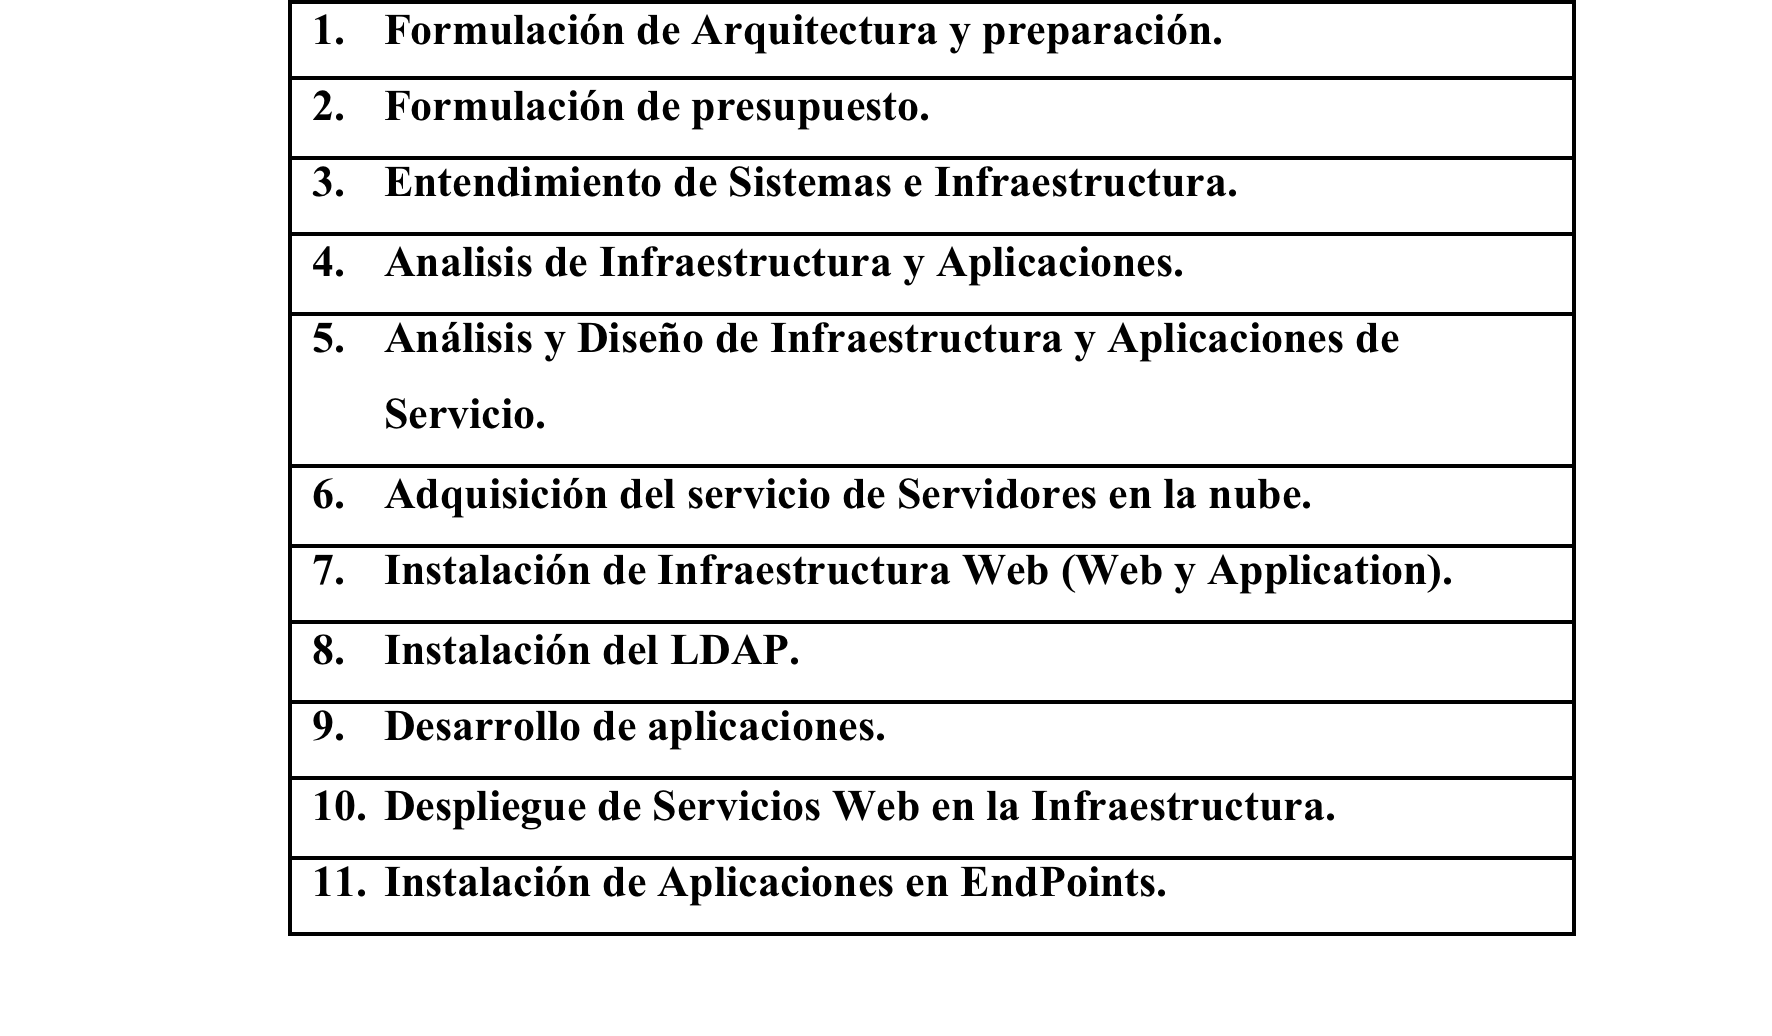 1. Formulación de Arquitectura y preparación.
2. Formulación de presupuesto.
3. Entendimiento de Sistemas e Infraestructura.
4. Analisis de Infraestructura y Aplicaciones.
5. Análisis y Diseño de Infraestructura y Aplicaciones de
Servicio.
6. Adquisición del servicio de Servidores en la nube.
7. Instalación de Infraestructura Web (Web y Application).
8. Instalación del LDAP.
9. Desarrollo de aplicaciones.
10. Despliegue de Servicios Web en la Infraestructura.
11. Instalación de Aplicaciones en EndPoints.